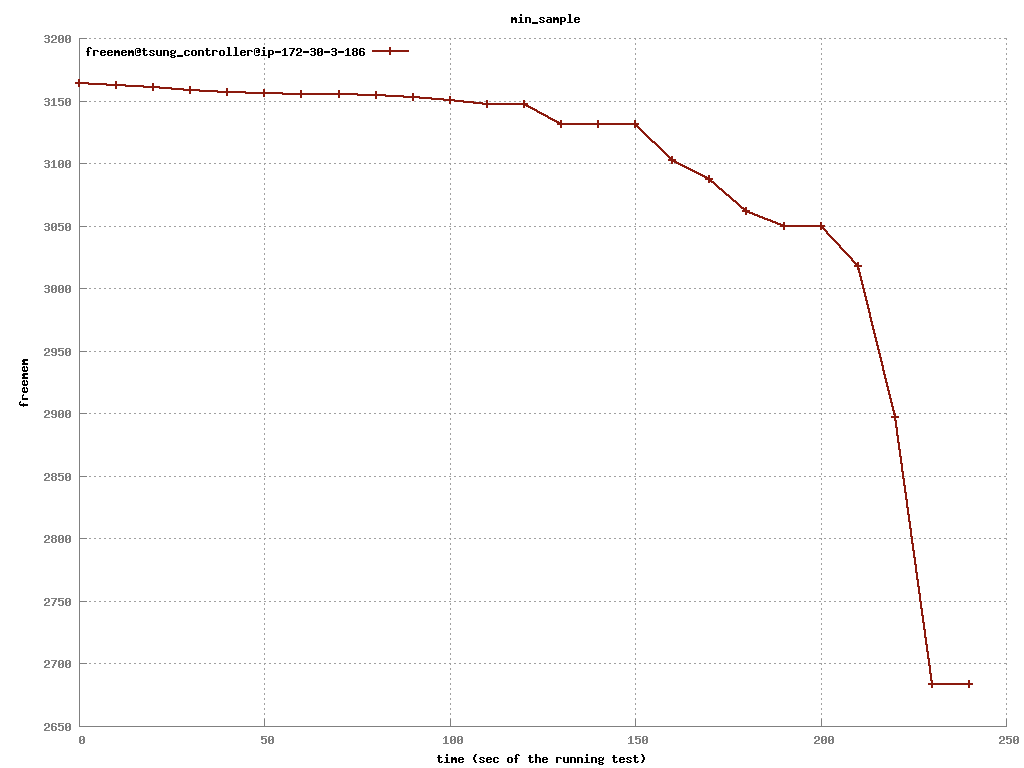 min_sample
freemem@tsung_controller@ip-172-30-3-186
3200
3150
3100
3050
3000
2950
2900
2850
2800
2750
2700
2650
freemem
0 50 100 150 200 250
time (sec of the running test)